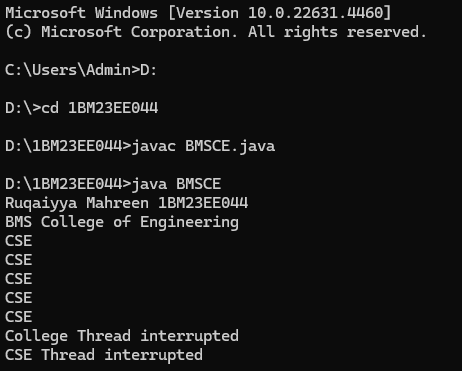 Microsoft Windows [Version 10.0.22631.4460]
(c) Microsoft Corporation. All rights reserved.
C:\Users\Admin>D:
D:\>cd 1BM23EE044
D:\1BM23EE044>javac BMSCE.java
D:\1BM23EE044>java BMSCE
Ruqaiyya Mahreen 1BM23EE044
BMS College of Engineering
CSE
CSE
CSE
CSE
CSE
College Thread interrupted
CSE Thread interrupted